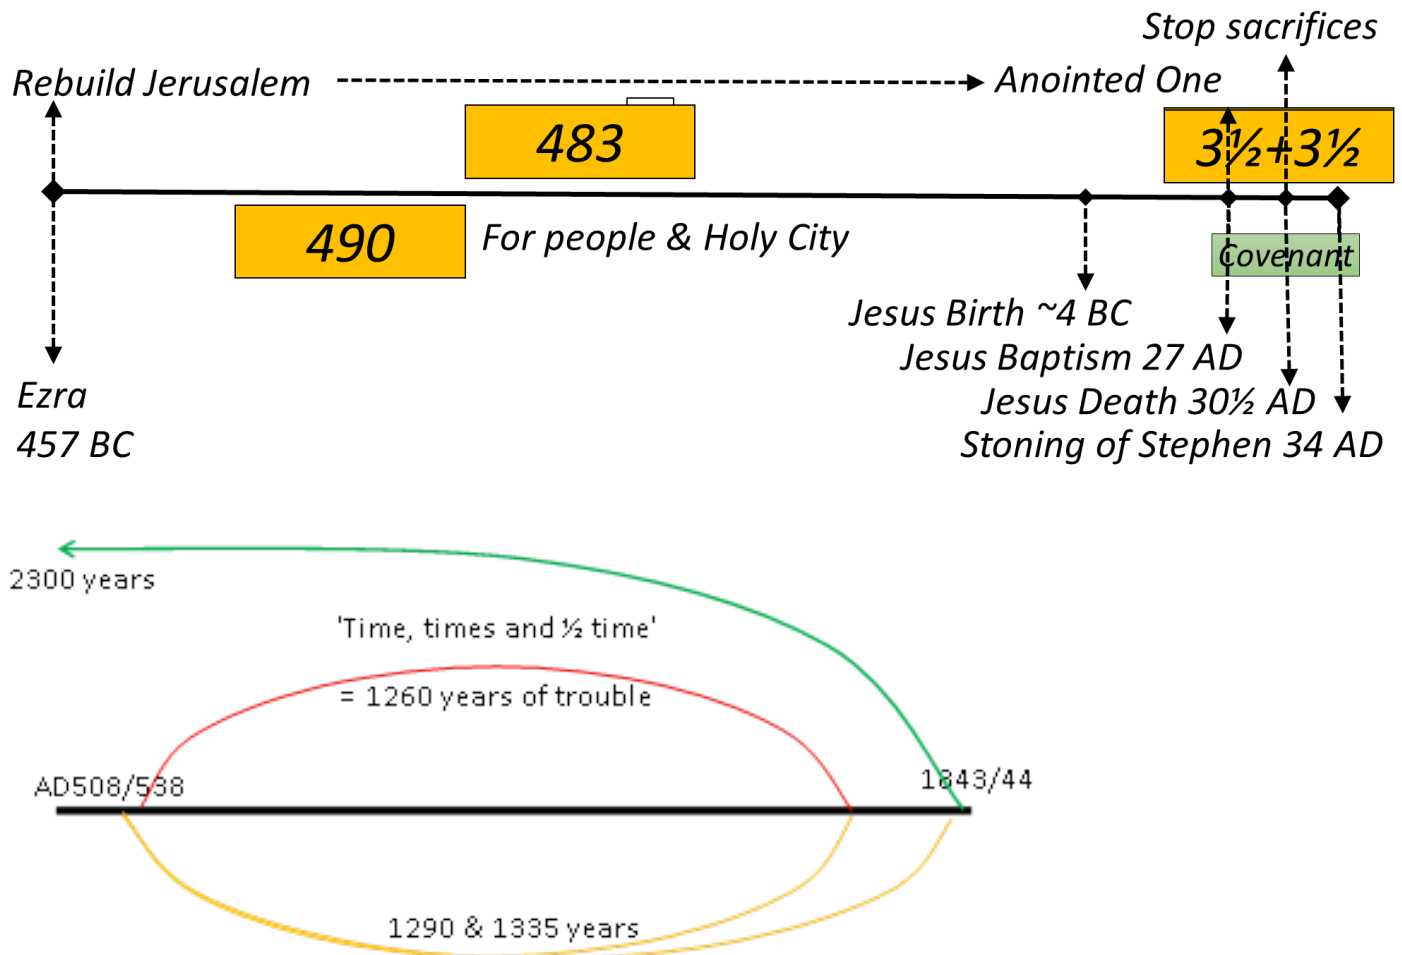 Stop sacrifices
Rebuild Jerusalem
Anointed One
483
3½+3½
490
For people & Holy City
Covenant
Jesus Birth ~4 BC
Jesus Baptism 27 AD
Ezra
Jesus Death 30½ AD
457 BC
Stoning of Stephen 34 AD
2300 years
'Time, times and ½ time'
= 1260 years of trouble
AD508/538
1843/44
1290 & 1335 years